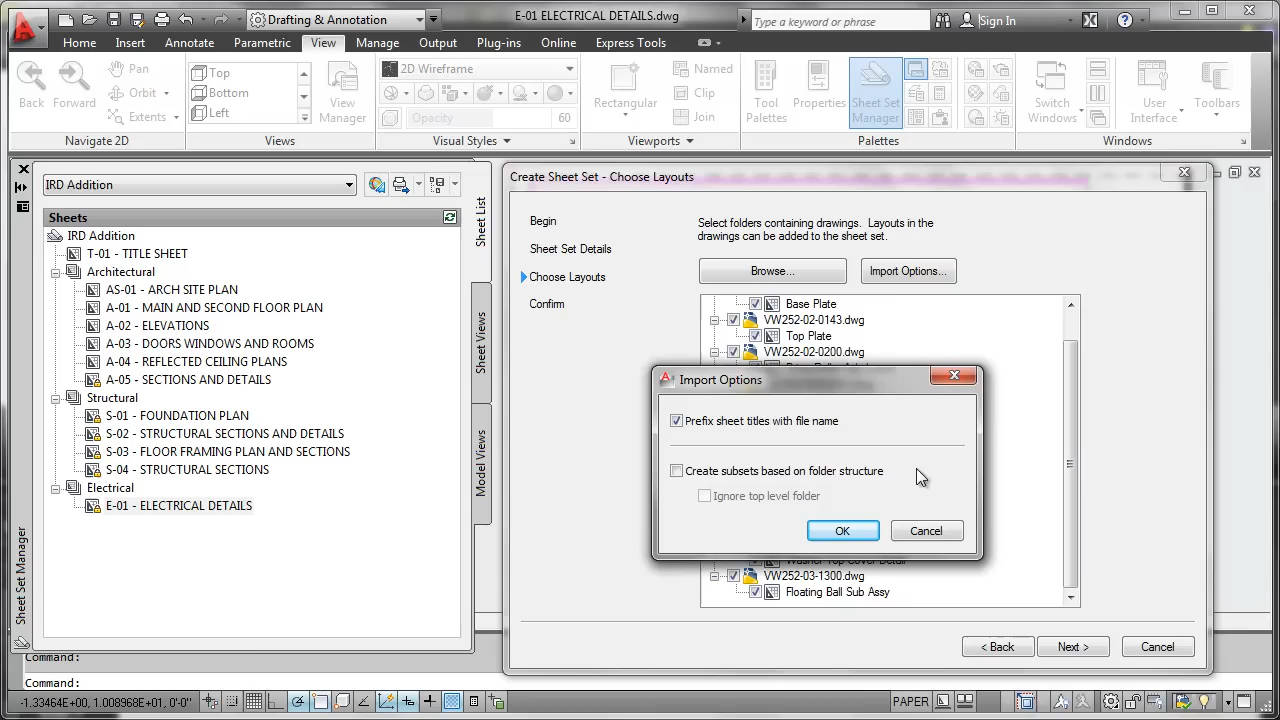 Drafting & Annotation
E-01 ELECTRICAL DETAILS.dwg
Type a keyword or phrase
Sign In
Home Insert Annotate Parametric View Manage Output Plug-ins Online Express Tools
Back
Forward
Pan
Orbit
Extents
Navigate 2D
Top
Bottom
Left
View
Manager
Views
2D Wireframe
Opacity 60
Visual Styles
Rectangular
Named
Clip
Join
Viewports
Tool
Palettes
Properties
Sheet Set
Manager
Palettes
Switch
Windows
User
Interface
Toolbars
Windows
IRD Addition
Sheets
IRD Addition
T-01 - TITLE SHEET
Architectural
AS-01 - ARCH SITE PLAN
A-01 - MAIN AND SECOND FLOOR PLAN
A-02 - ELEVATIONS
A-03 - DOORS WINDOWS AND ROOMS
A-04 - REFLECTED CEILING PLANS
A-05 - SECTIONS AND DETAILS
Structural
S-01 - FOUNDATION PLAN
S-02 - STRUCTURAL SECTIONS AND DETAILS
S-03 - FLOOR FRAMING PLAN AND SECTIONS
S-04 - STRUCTURAL SECTIONS
Electrical
E-01 - ELECTRICAL DETAILS
Sheet List
Sheet Views
Model Views
Sheet Set Manager
Create Sheet Set - Choose Layouts
Begin
Sheet Set Details
Choose Layouts
Confirm
Select folders containing drawings. Layouts in the
drawings can be added to the sheet set.
Browse...
Import Options...
Base Plate
VW252-02-0143.dwg
Top Plate
VW252-02-0200.dwg
Import Options
Prefix sheet titles with file name
Create subsets based on folder structure
Ignore top level folder
OK
Cancel
Washer Top Cover Detail
VW252-03-1300.dwg
Floating Ball Sub Assy
< Back
Next >
Cancel
Command:
Command:
-1.33464E+00, 1.008968E+01, 0'-0"
PAPER